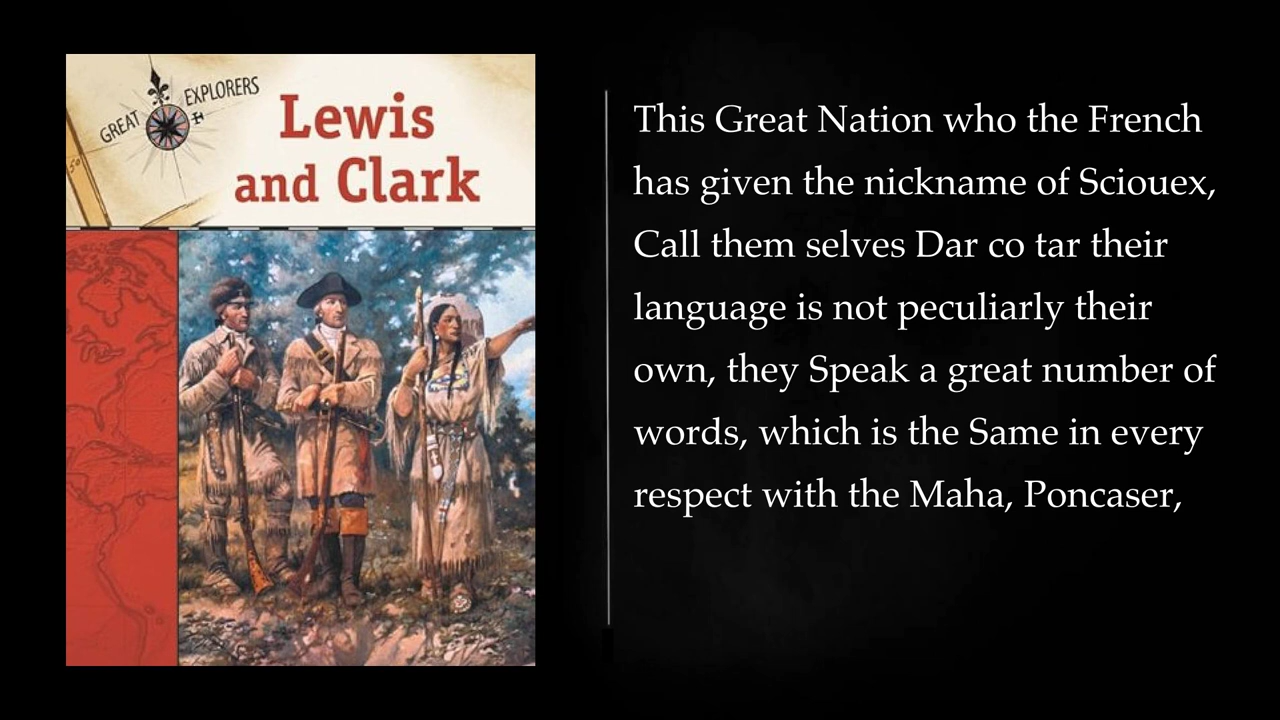 GREAT EXPLORERS
Lewis
and Clark
50
This Great Nation who the French
has given the nickname of Sciouex,
Call them selves Dar co tar their
language is not peculiarly their
own, they Speak a great number of
words, which is the Same in every
respect with the Maha, Poncaser,